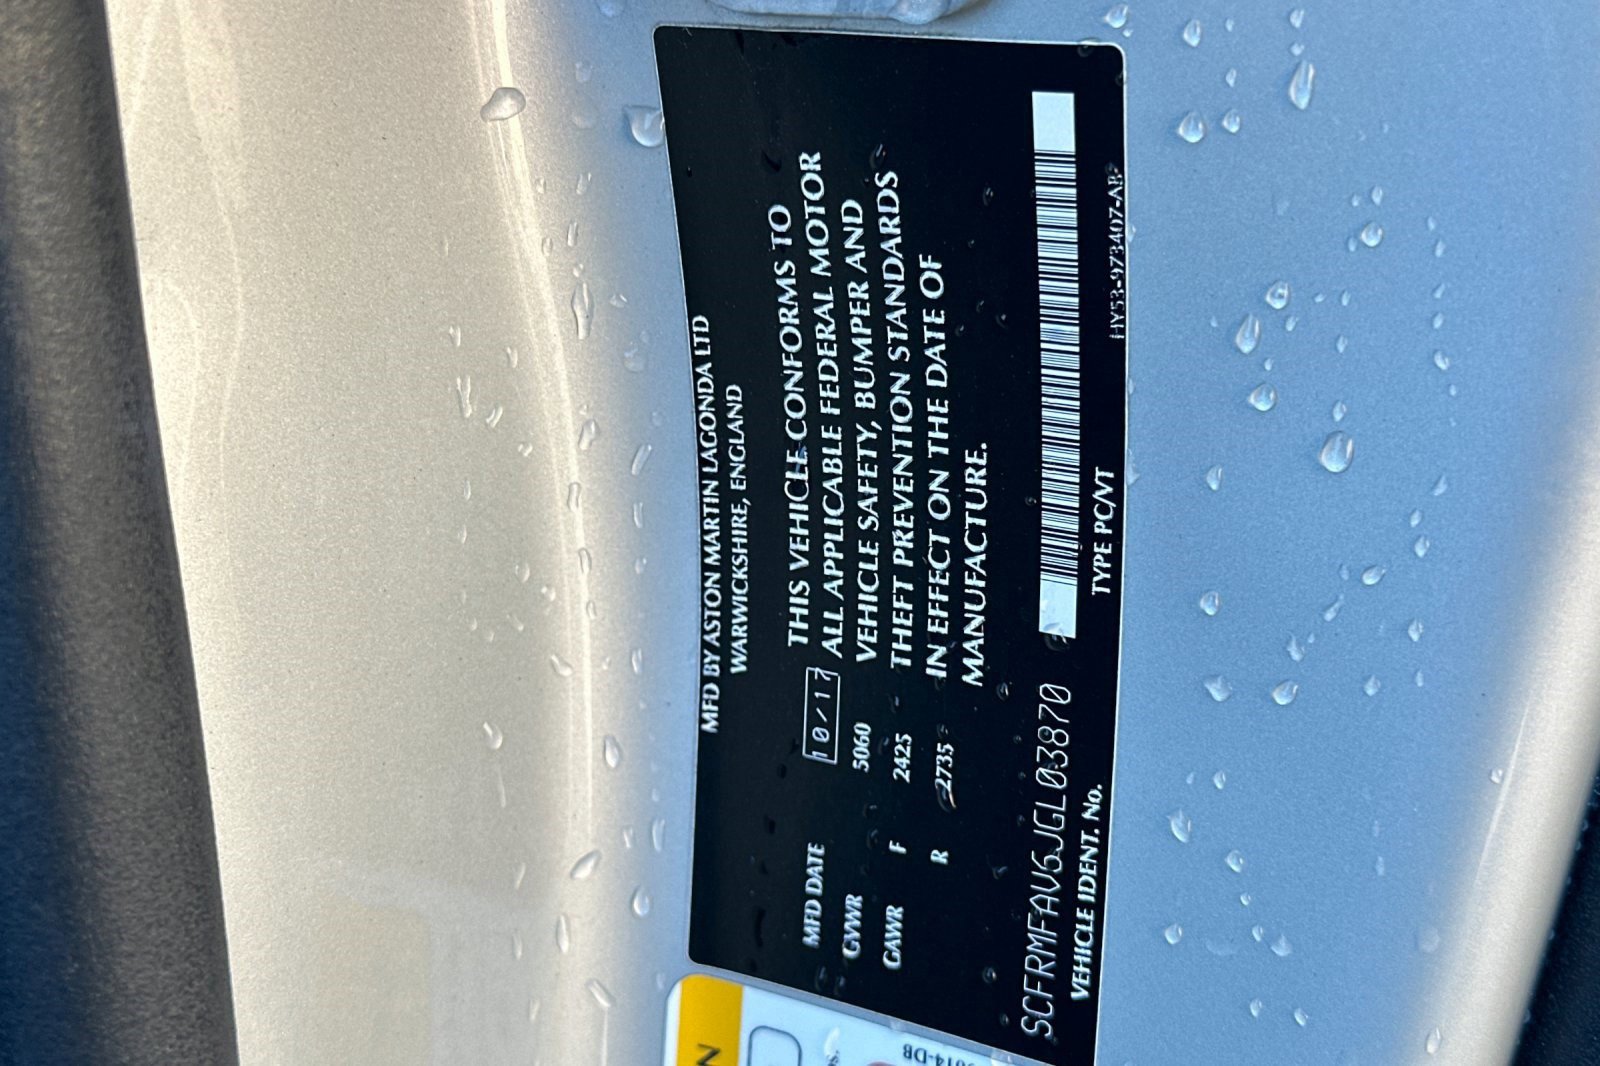 MFD BY ASTON MARTIN LAGONDA LTD
WARWICKSHIRE, ENGLAND
MFD DATE 10/17
GVWR 5060
GAWR F 2425
R 2735
THIS VEHICLE CONFORMS TO
ALL APPLICABLE FEDERAL MOTOR
VEHICLE SAFETY, BUMPER AND
THEFT PREVENTION STANDARDS
IN EFFECT ON THE DATE OF
MANUFACTURE.
SCFRMFAV6JGL03870
VEHICLE IDENT. No.
TYPE PC/VT
HY53-973407-AB